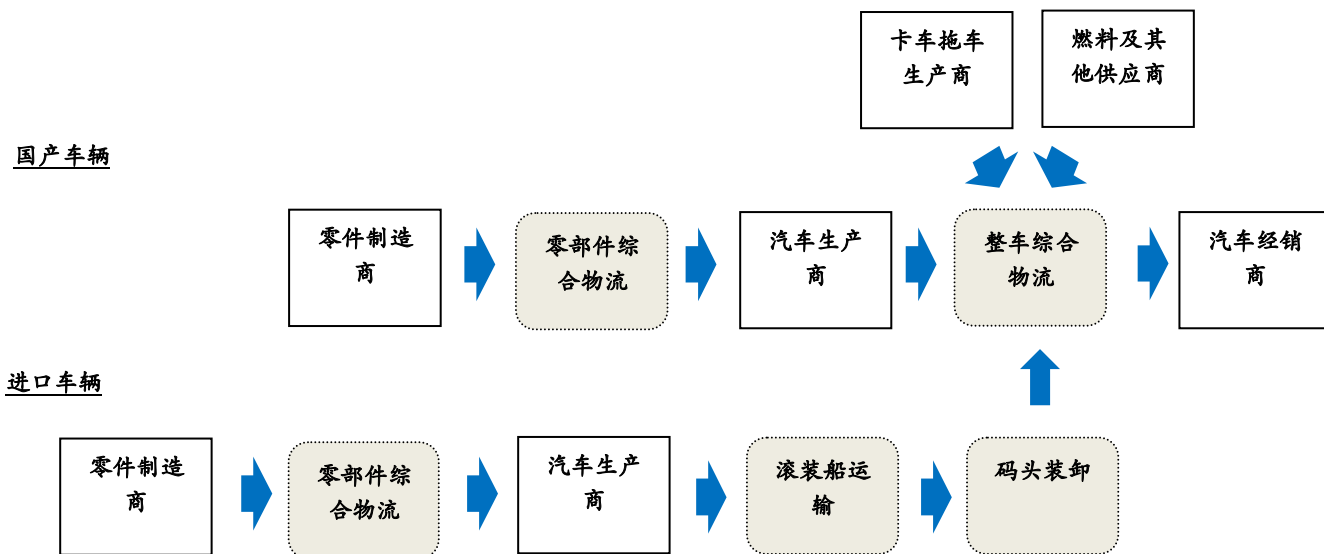 卡车拖车
生产商
燃料及其
他供应商
国产车辆
零件制造
商
零部件综
合物流
汽车生产
商
整车综合
物流
汽车经销
商
进口车辆
零件制造
商
零部件综
合物流
汽车生产
商
滚装船运
输
码头装卸